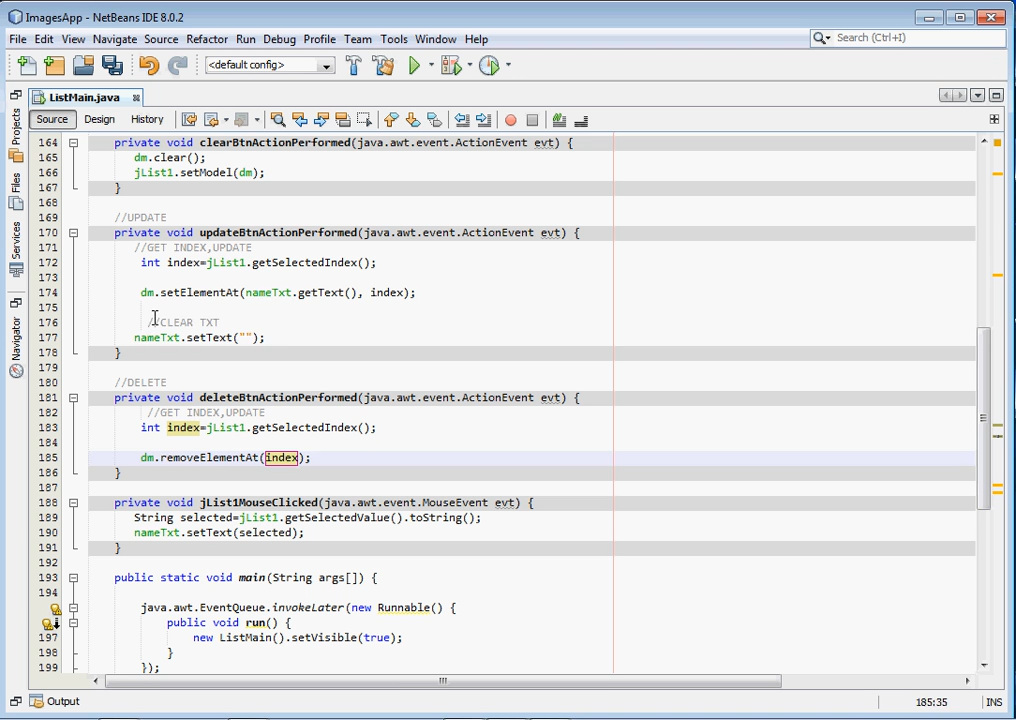 ImagesApp - NetBeans IDE 8.0.2
File Edit View Navigate Source Refactor Run Debug Profile Team Tools Window Help
Search (Ctrl+I)
<default config>
ListMain.java
Source Design History
Projects
Files
Services
Navigator
164 private void clearBtnActionPerformed(java.awt.event.ActionEvent evt) {
165 dm.clear();
166 jList1.setModel(dm);
167 }
168
169 //UPDATE
170 private void updateBtnActionPerformed(java.awt.event.ActionEvent evt) {
171 //GET INDEX,UPDATE
172 int index=jList1.getSelectedIndex();
173
174 dm.setElementAt(nameTxt.getText(), index);
175
176 //CLEAR TXT
177 nameTxt.setText("");
178 }
179
180 //DELETE
181 private void deleteBtnActionPerformed(java.awt.event.ActionEvent evt) {
182 //GET INDEX,UPDATE
183 int index=jList1.getSelectedIndex();
184
185 dm.removeElementAt(index);
186 }
187
188 private void jList1MouseClicked(java.awt.event.MouseEvent evt) {
189 String selected=jList1.getSelectedValue().toString();
190 nameTxt.setText(selected);
191 }
192
193 public static void main(String args[]) {
194
java.awt.EventQueue.invokeLater(new Runnable() {
public void run() {
197 new ListMain().setVisible(true);
198 }
199 });
Output
185:35 INS